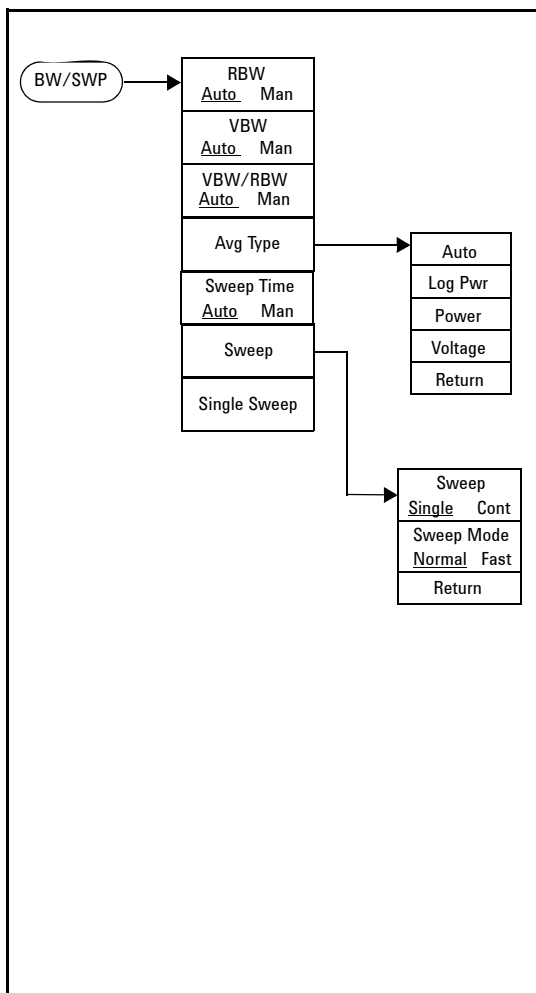 BW/SWP
RBW
Auto Man
VBW
Auto Man
VBW/RBW
Auto Man
Avg Type
Sweep Time
Auto Man
Sweep
Single Sweep
Auto
Log Pwr
Power
Voltage
Return
Sweep
Single Cont
Sweep Mode
Normal Fast
Return